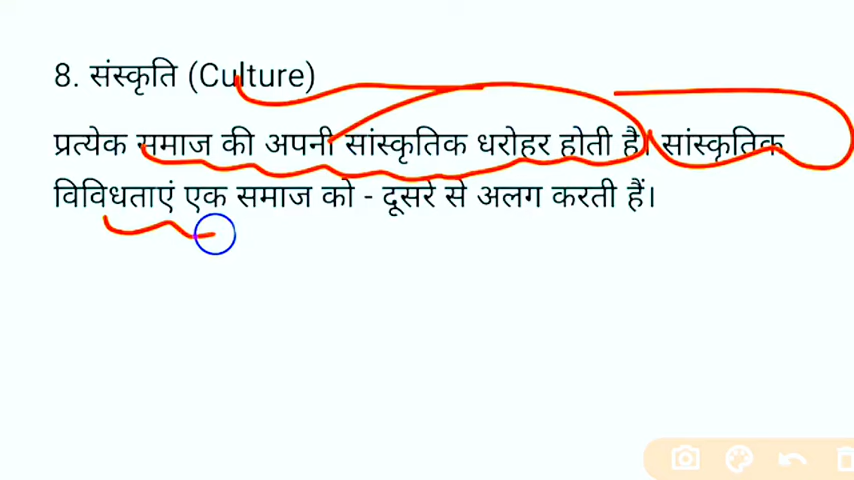 8. संस्कृति (Culture)
प्रत्येक समाज की अपनी सांस्कृतिक धरोहर होती है। सांस्कृतिक
विविधताएं एक समाज को - दूसरे से अलग करती हैं।